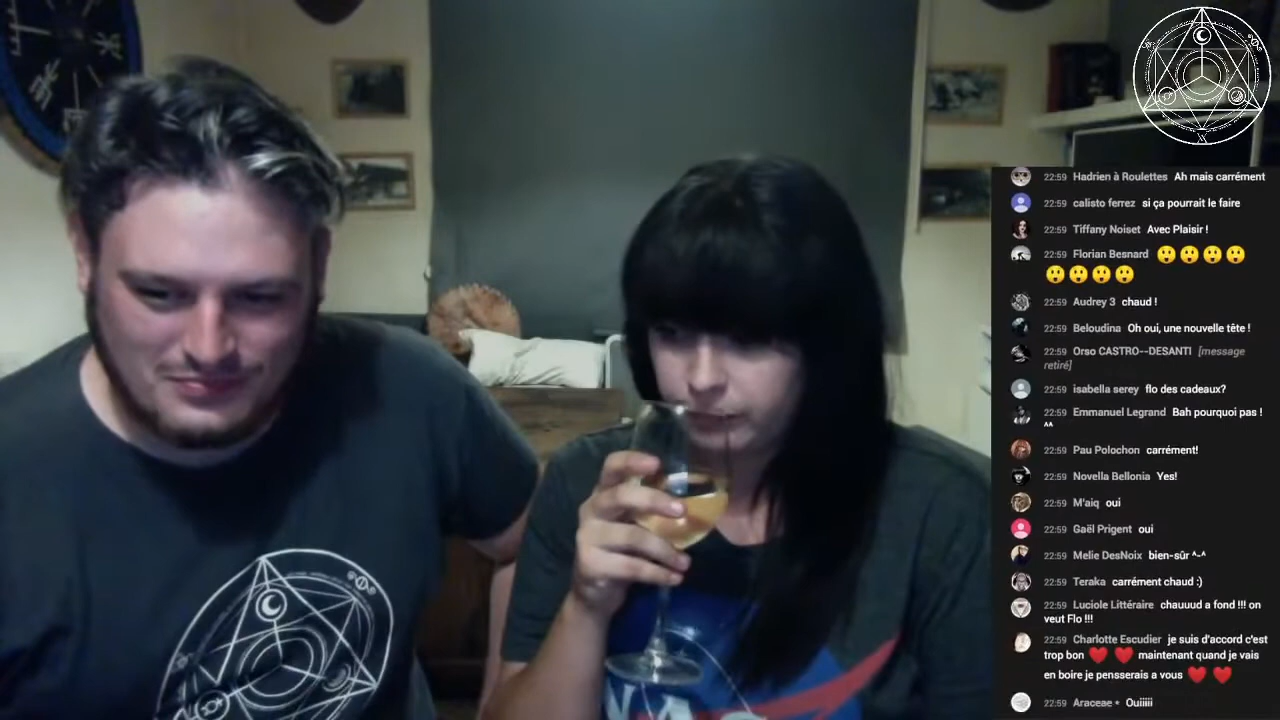 22:59 Hadrien à Roulettes Ah mais carrément
22:59 calisto ferrez si ça pourrait le faire
22:59 Tiffany Noiset Avec Plaisir !
22:59 Florian Besnard 😲😲😲😲
😲😲😲😲
22:59 Audrey 3 chaud !
22:59 Beloudina Oh oui, une nouvelle tête !
22:59 Orso CASTRO--DESANTI [message
retiré]
22:59 isabella serey flo des cadeaux?
22:59 Emmanuel Legrand Bah pourquoi pas !
^^
22:59 Pau Polochon carrément!
22:59 Novella Bellonia Yes!
22:59 M'aiq oui
22:59 Gaël Prigent oui
22:59 Melie DesNoix bien-sûr ^-^
22:59 Teraka carrément chaud :)
22:59 Luciole Littéraire chauuud a fond !!! on
veut Flo !!!
22:59 Charlotte Escudier je suis d'accord c'est
trop bon ❤️ ❤️ maintenant quand je vais
en boire je pensserais a vous ❤️ ❤️
22:59 Araceae • Ouiiiii